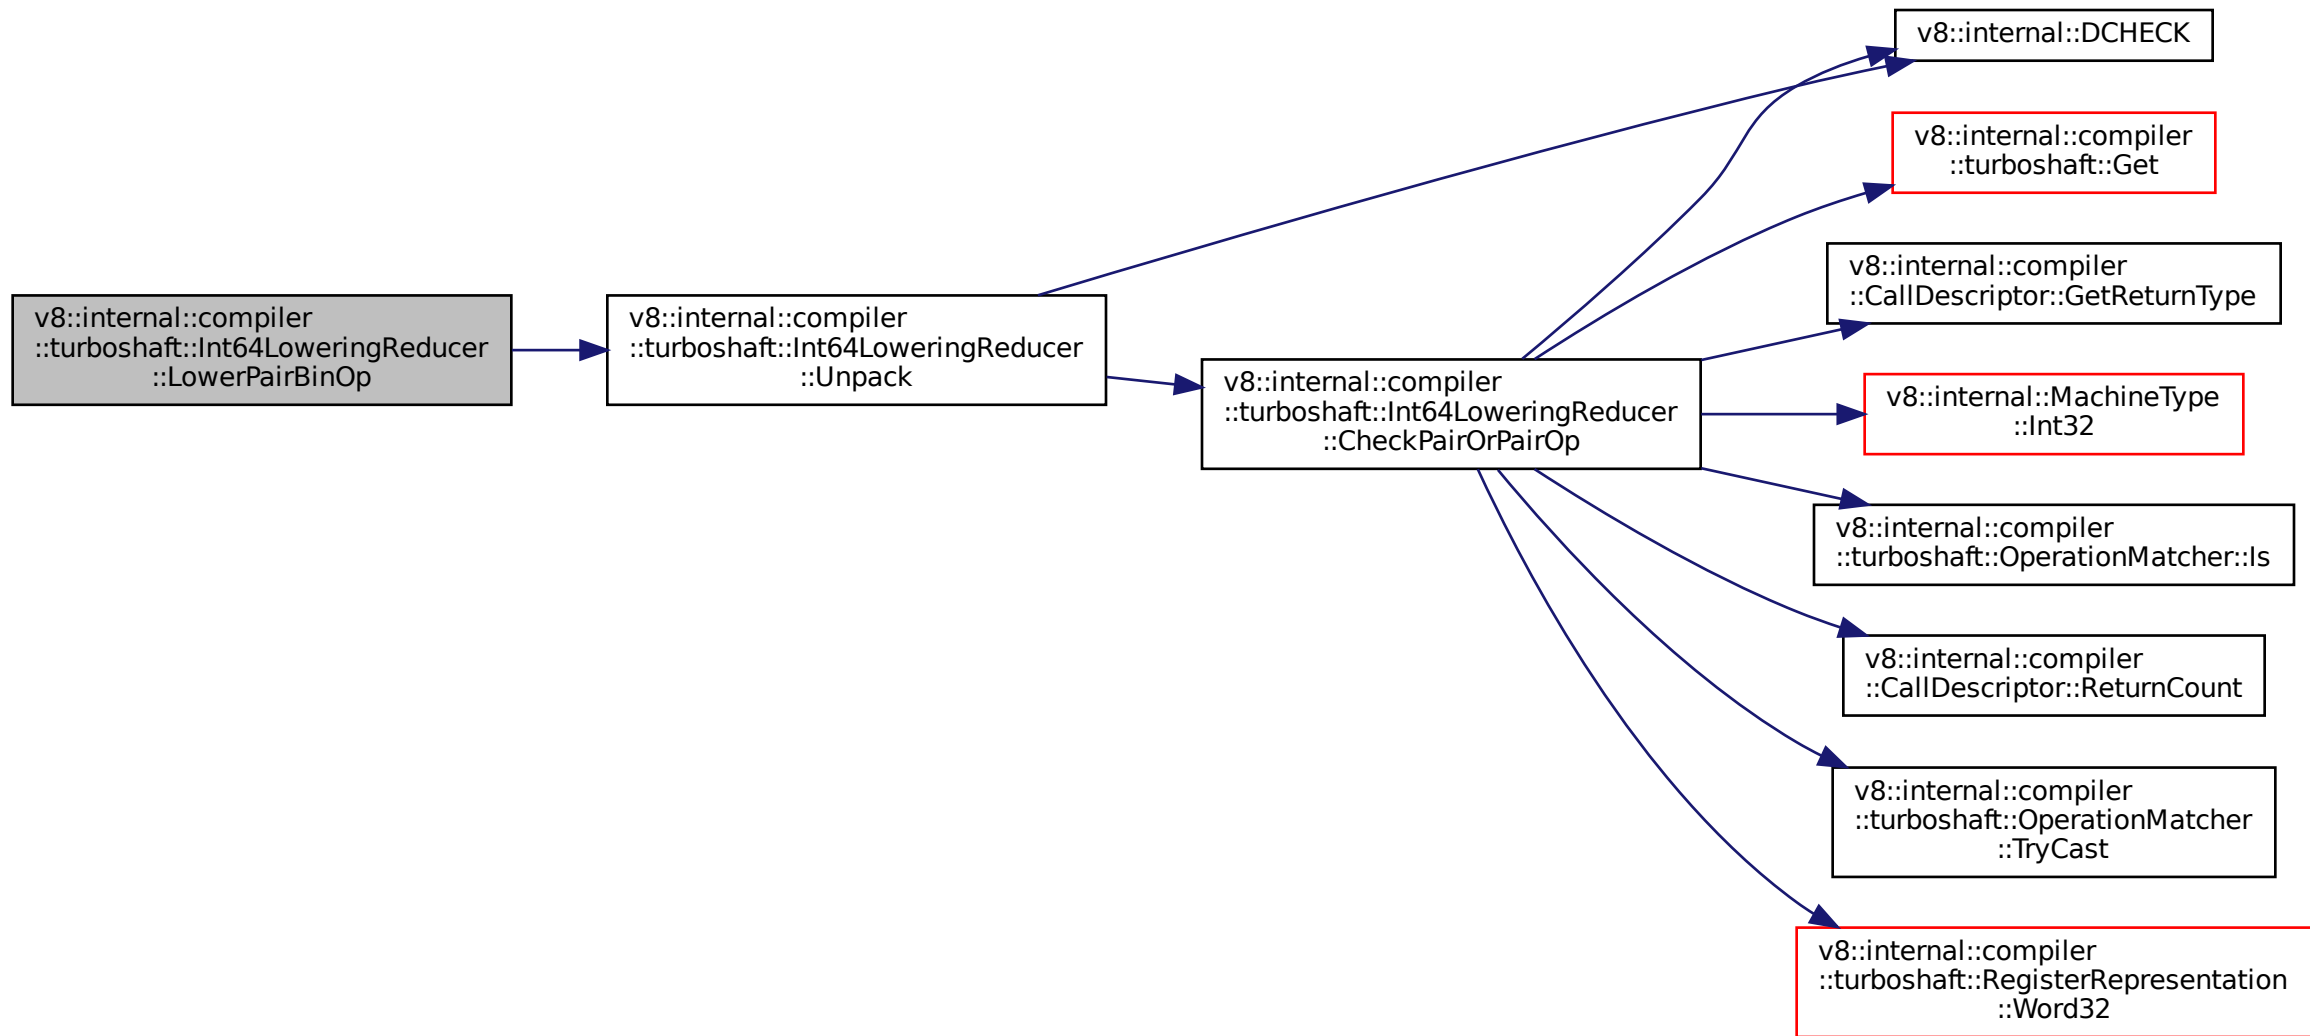 v8::internal::compiler
::turboshaft::Int64LoweringReducer
::LowerPairBinOp
v8::internal::compiler
::turboshaft::Int64LoweringReducer
::Unpack
v8::internal::compiler
::turboshaft::Int64LoweringReducer
::CheckPairOrPairOp
v8::internal::DCHECK
v8::internal::compiler
::turboshaft::Get
v8::internal::compiler
::CallDescriptor::GetReturnType
v8::internal::MachineType
::Int32
v8::internal::compiler
::turboshaft::OperationMatcher::Is
v8::internal::compiler
::CallDescriptor::ReturnCount
v8::internal::compiler
::turboshaft::OperationMatcher
::TryCast
v8::internal::compiler
::turboshaft::RegisterRepresentation
::Word32